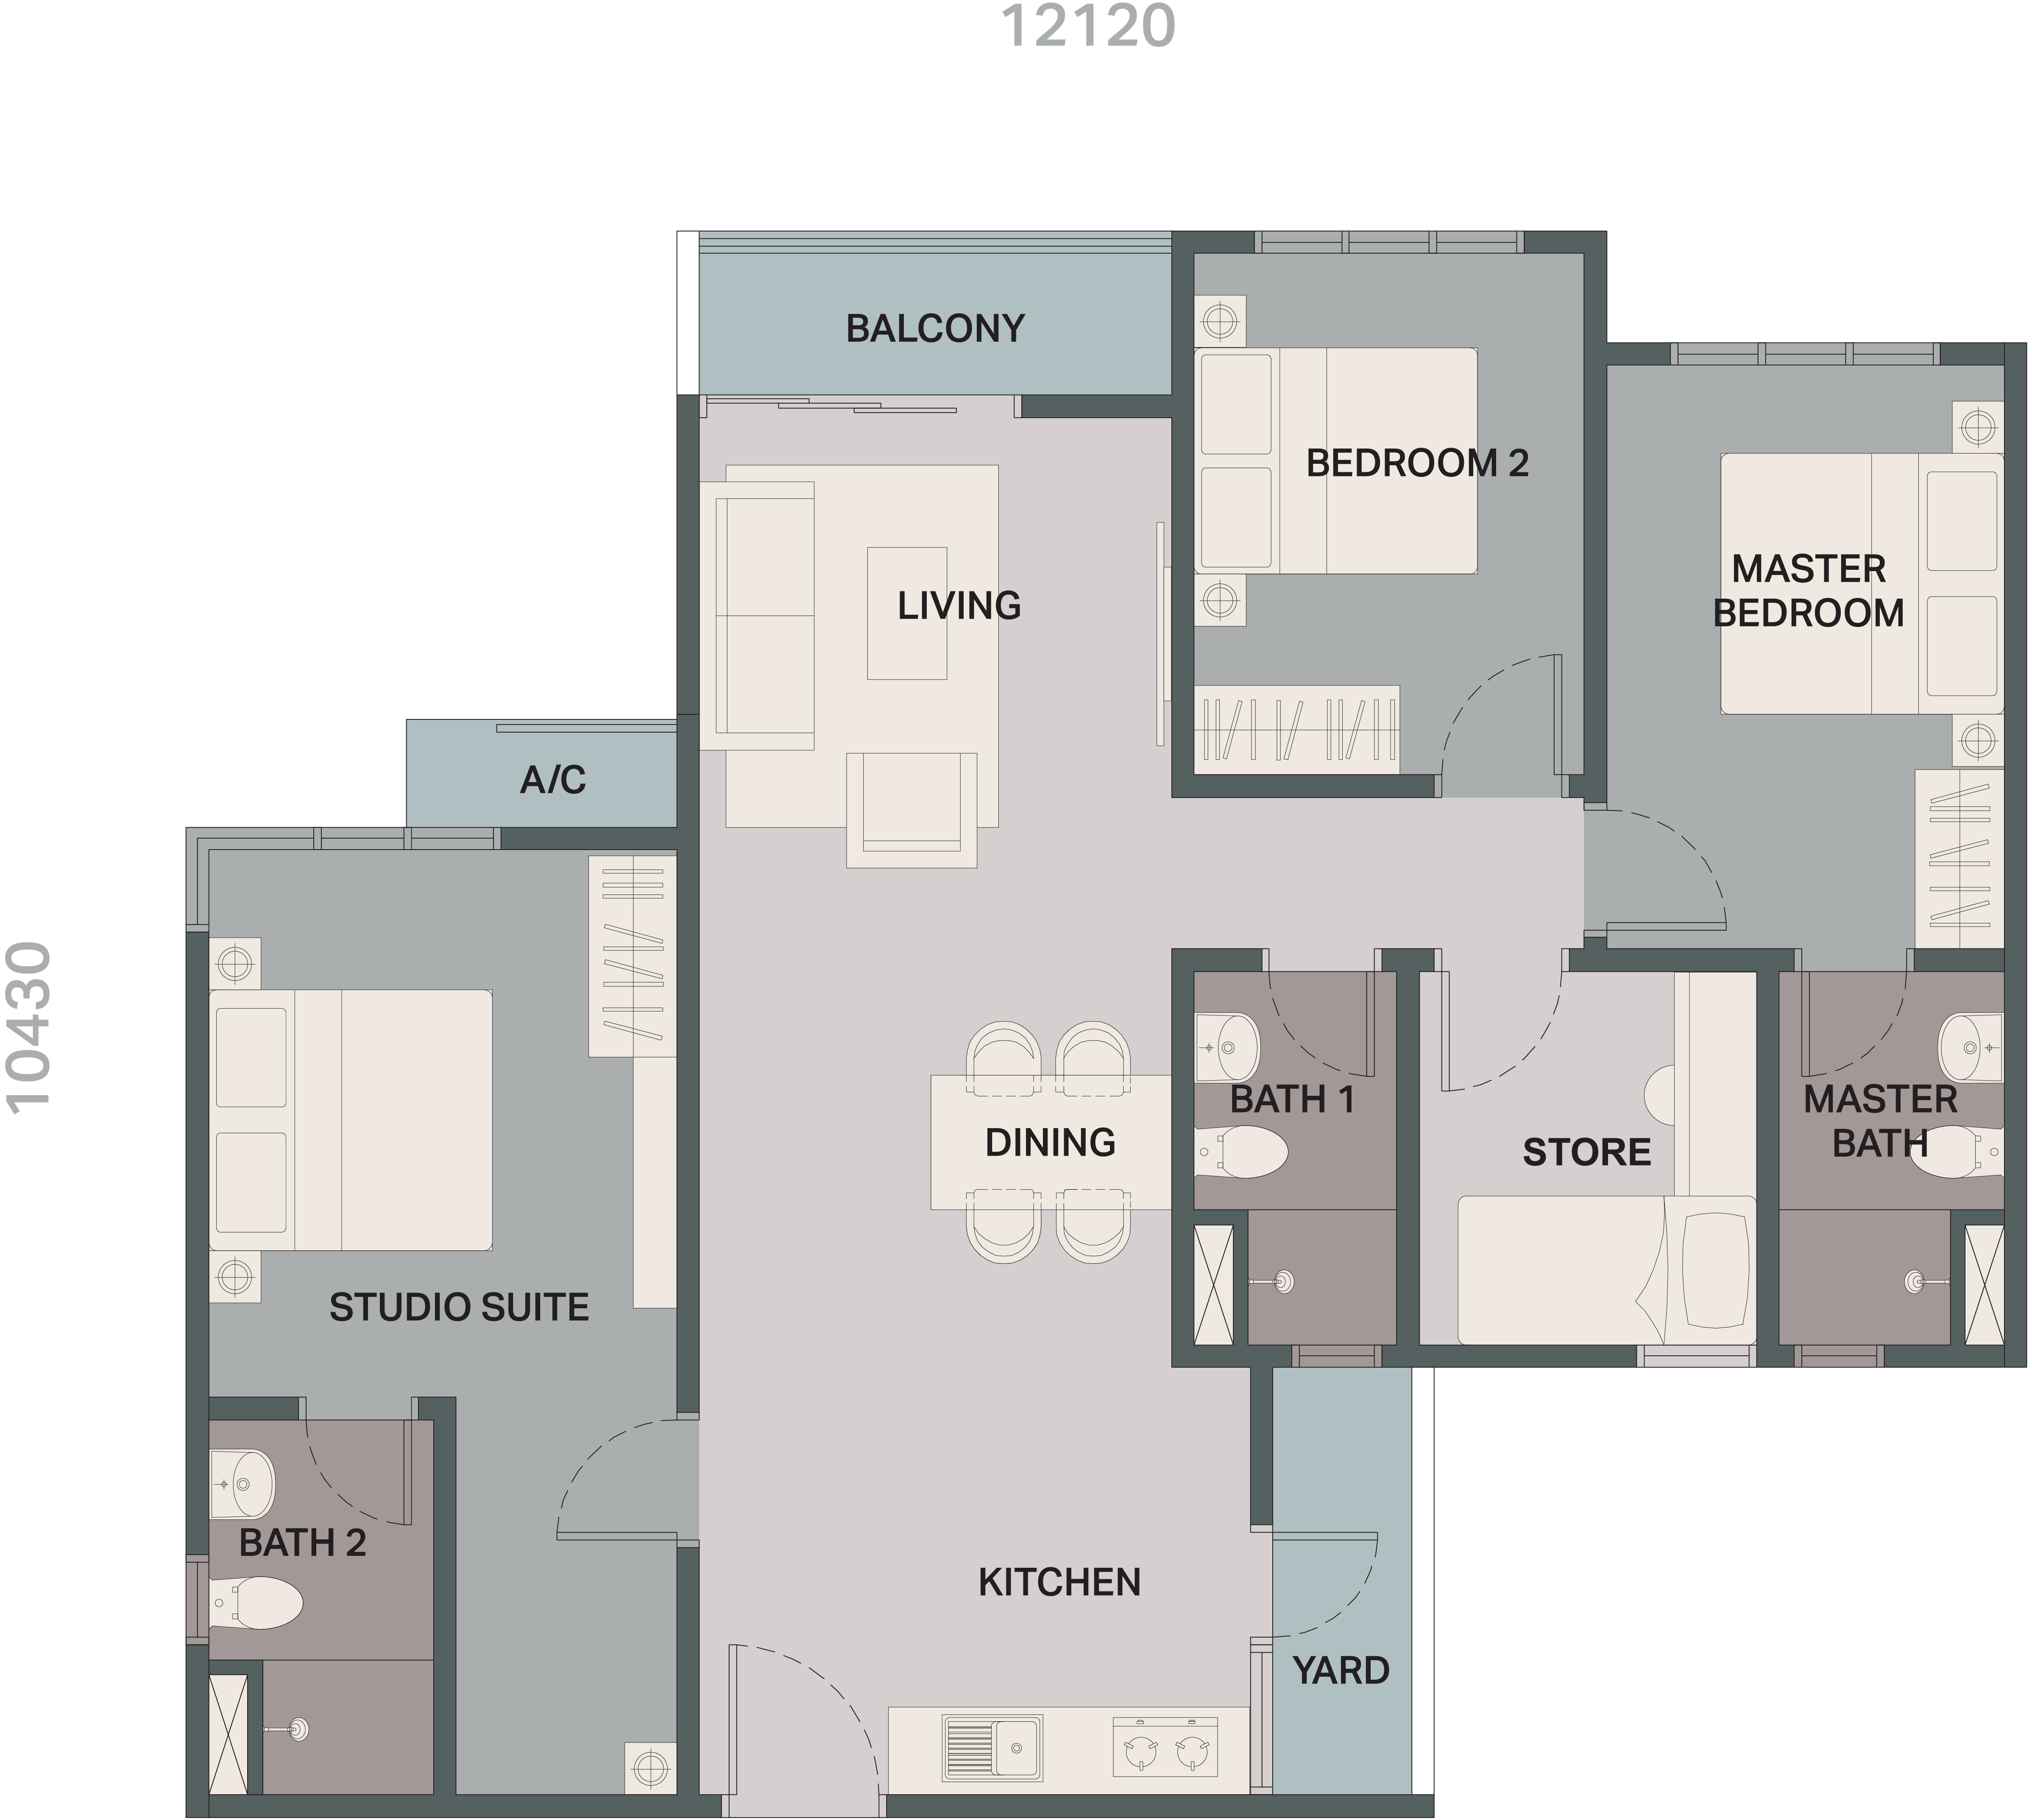 12120
BALCONY
BEDROOM 2
MASTER
BEDROOM
LIVING
A/C
10430
BATH 1
MASTER
BATH
DINING
STORE
STUDIO SUITE
BATH 2
KITCHEN
YARD